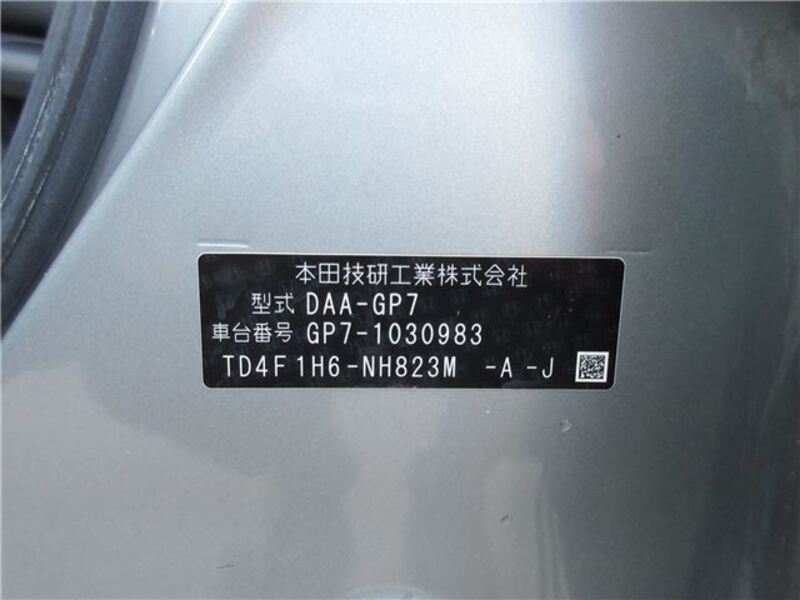 本田技研工業株式会社
型式 DAA-GP7
車台番号 GP7-1030983
TD4F1H6-NH823M -A-J